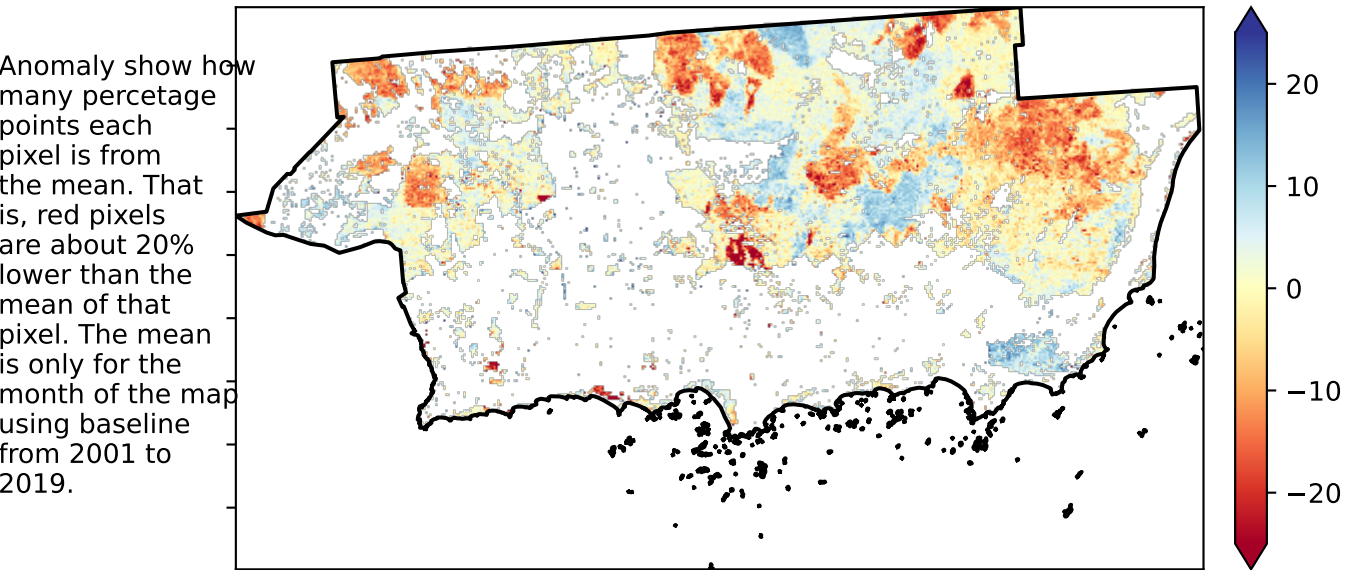 Anomaly show how
many percetage
points each
pixel is from
the mean. That
is, red pixels
are about 20%
lower than the
mean of that
pixel. The mean
is only for the
month of the map
using baseline
from 2001 to
2019.
20
10
0
−10
−20